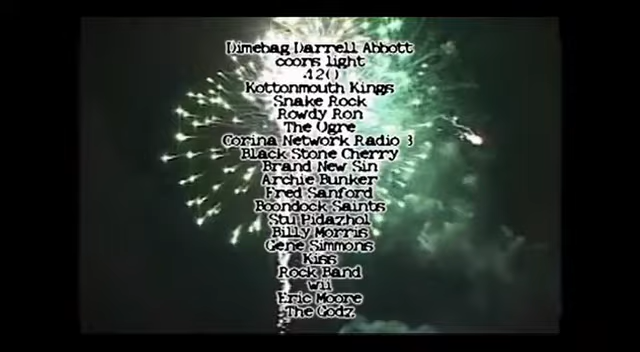 Dimebag Darrell Abbott
coors light
.420
Kottonmouth Kings
Snake Rock
Rowdy Ron
The Ogre
Corina Network Radio 3
Black Stone Cherry
Brand New Sin
Archie Bunker
Fred Sanford
Boondock Saints
Stu Pidazhol
Billy Morris
Gene Simmons
Kiss
Rock Band
wii
Eric Moore
The Godz